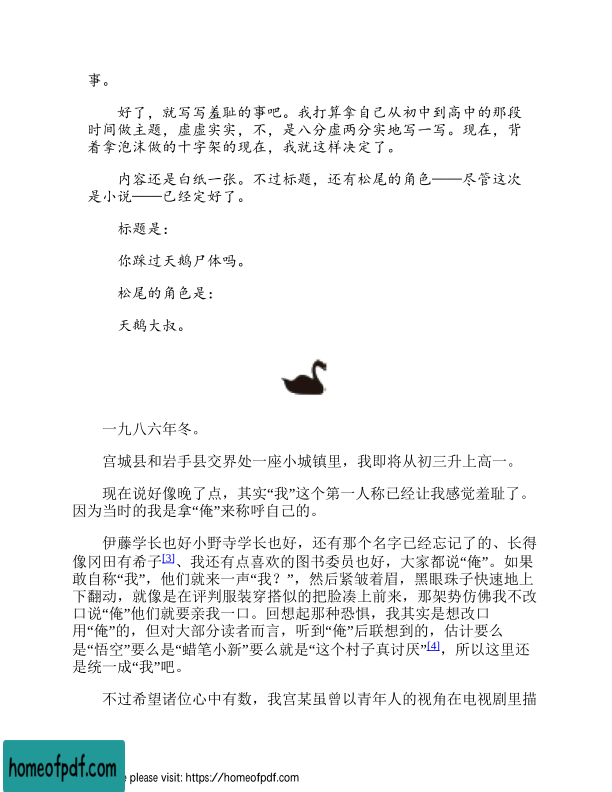 事。
好了，就写写羞耻的事吧。我打算拿自己从初中到高中的那段
时间做主题，虚虚实实，不，是八分虚两分实地写一写。现在，背
着拿泡沫做的十字架的现在，我就这样决定了。
内容还是白纸一张。不过标题，还有松尾的角色——尽管这次
是小说——已经定好了。
标题是：
你踩过天鹅尸体吗。
松尾的角色是：
天鹅大叔。
一九八六年冬。
宫城县和岩手县交界处一座小城镇里，我即将从初三升上高一。
现在说好像晚了点，其实“我”这个第一人称已经让我感觉羞耻了。
因为当时的我是拿“俺”来称呼自己的。
伊藤学长也好小野寺学长也好，还有那个名字已经忘记了的、长得
像冈田有希子[3]、我还有点喜欢的图书委员也好，大家都说“俺”。如果
敢自称“我”，他们就来一声“我？”，然后紧皱着眉，黑眼珠子快速地上
下翻动，就像是在评判服装穿搭似的把脸凑上前来，那架势仿佛我不改
口说“俺”他们就要亲我一口。回想起那种恐惧，我其实是想改口
用“俺”的，但对大部分读者而言，听到“俺”后联想到的，估计要么
是“悟空”要么是“蜡笔小新”要么就是“这个村子真讨厌”[4]，所以这里还
是统一成“我”吧。
不过希望诸位心中有数，我宫某虽曾以青年人的视角在电视剧里描
homeofpdf.com
e please visit: https://homeofpdf.com